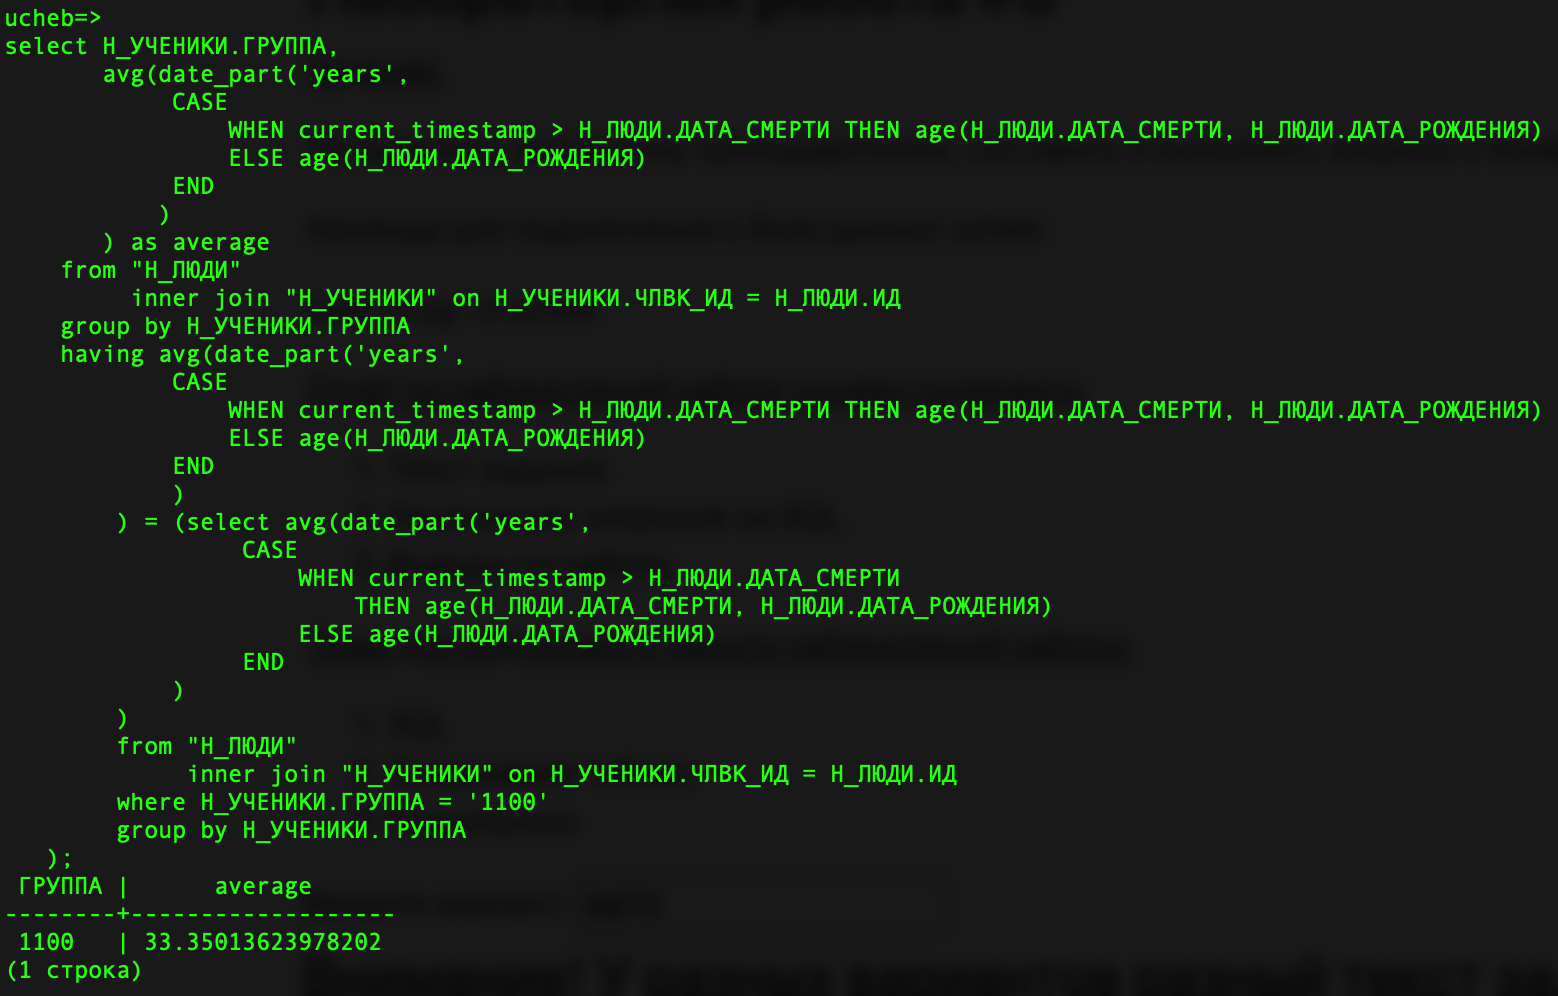 ucheb=>
select Н_УЧЕНИКИ.ГРУППА,
avg(date_part('years',
CASE
WHEN current_timestamp > Н_ЛЮДИ.ДАТА_СМЕРТИ THEN age(Н_ЛЮДИ.ДАТА_СМЕРТИ, Н_ЛЮДИ.ДАТА_РОЖДЕНИЯ)
ELSE age(Н_ЛЮДИ.ДАТА_РОЖДЕНИЯ)
END
)
) as average
from "Н_ЛЮДИ"
inner join "Н_УЧЕНИКИ" on Н_УЧЕНИКИ.ЧЛВК_ИД = Н_ЛЮДИ.ИД
group by Н_УЧЕНИКИ.ГРУППА
having avg(date_part('years',
CASE
WHEN current_timestamp > Н_ЛЮДИ.ДАТА_СМЕРТИ THEN age(Н_ЛЮДИ.ДАТА_СМЕРТИ, Н_ЛЮДИ.ДАТА_РОЖДЕНИЯ)
ELSE age(Н_ЛЮДИ.ДАТА_РОЖДЕНИЯ)
END
)
) = (select avg(date_part('years',
CASE
WHEN current_timestamp > Н_ЛЮДИ.ДАТА_СМЕРТИ
THEN age(Н_ЛЮДИ.ДАТА_СМЕРТИ, Н_ЛЮДИ.ДАТА_РОЖДЕНИЯ)
ELSE age(Н_ЛЮДИ.ДАТА_РОЖДЕНИЯ)
END
)
)
from "Н_ЛЮДИ"
inner join "Н_УЧЕНИКИ" on Н_УЧЕНИКИ.ЧЛВК_ИД = Н_ЛЮДИ.ИД
where Н_УЧЕНИКИ.ГРУППА = '1100'
group by Н_УЧЕНИКИ.ГРУППА
);
ГРУППА | average
--------+-------------------
1100 | 33.35013623978202
(1 строка)